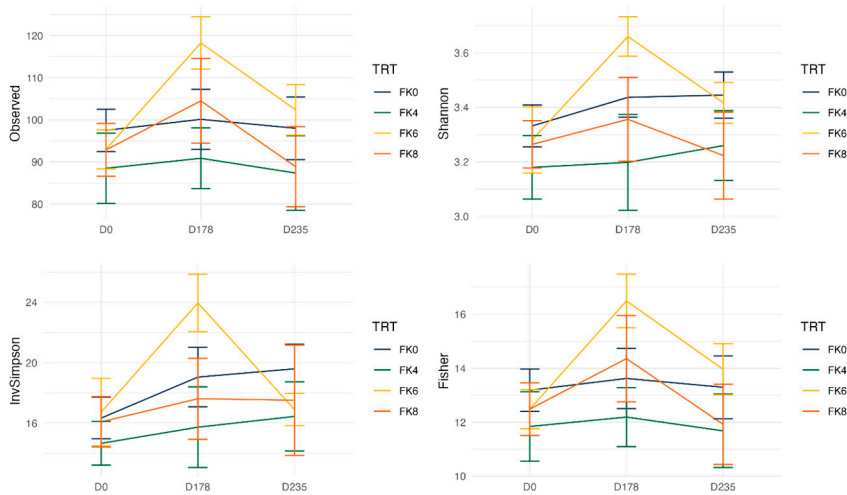 Observed
120
110
100
90
80
D0
D178
D235
TRT
FK0
FK4
FK6
FK8
Shannon
3.6
3.4
3.2
3.0
D0
D178
D235
TRT
FK0
FK4
FK6
FK8
InvSimpson
24
20
16
D0
D178
D235
TRT
FK0
FK4
FK6
FK8
Fisher
16
14
12
10
D0
D178
D235
TRT
FK0
FK4
FK6
FK8